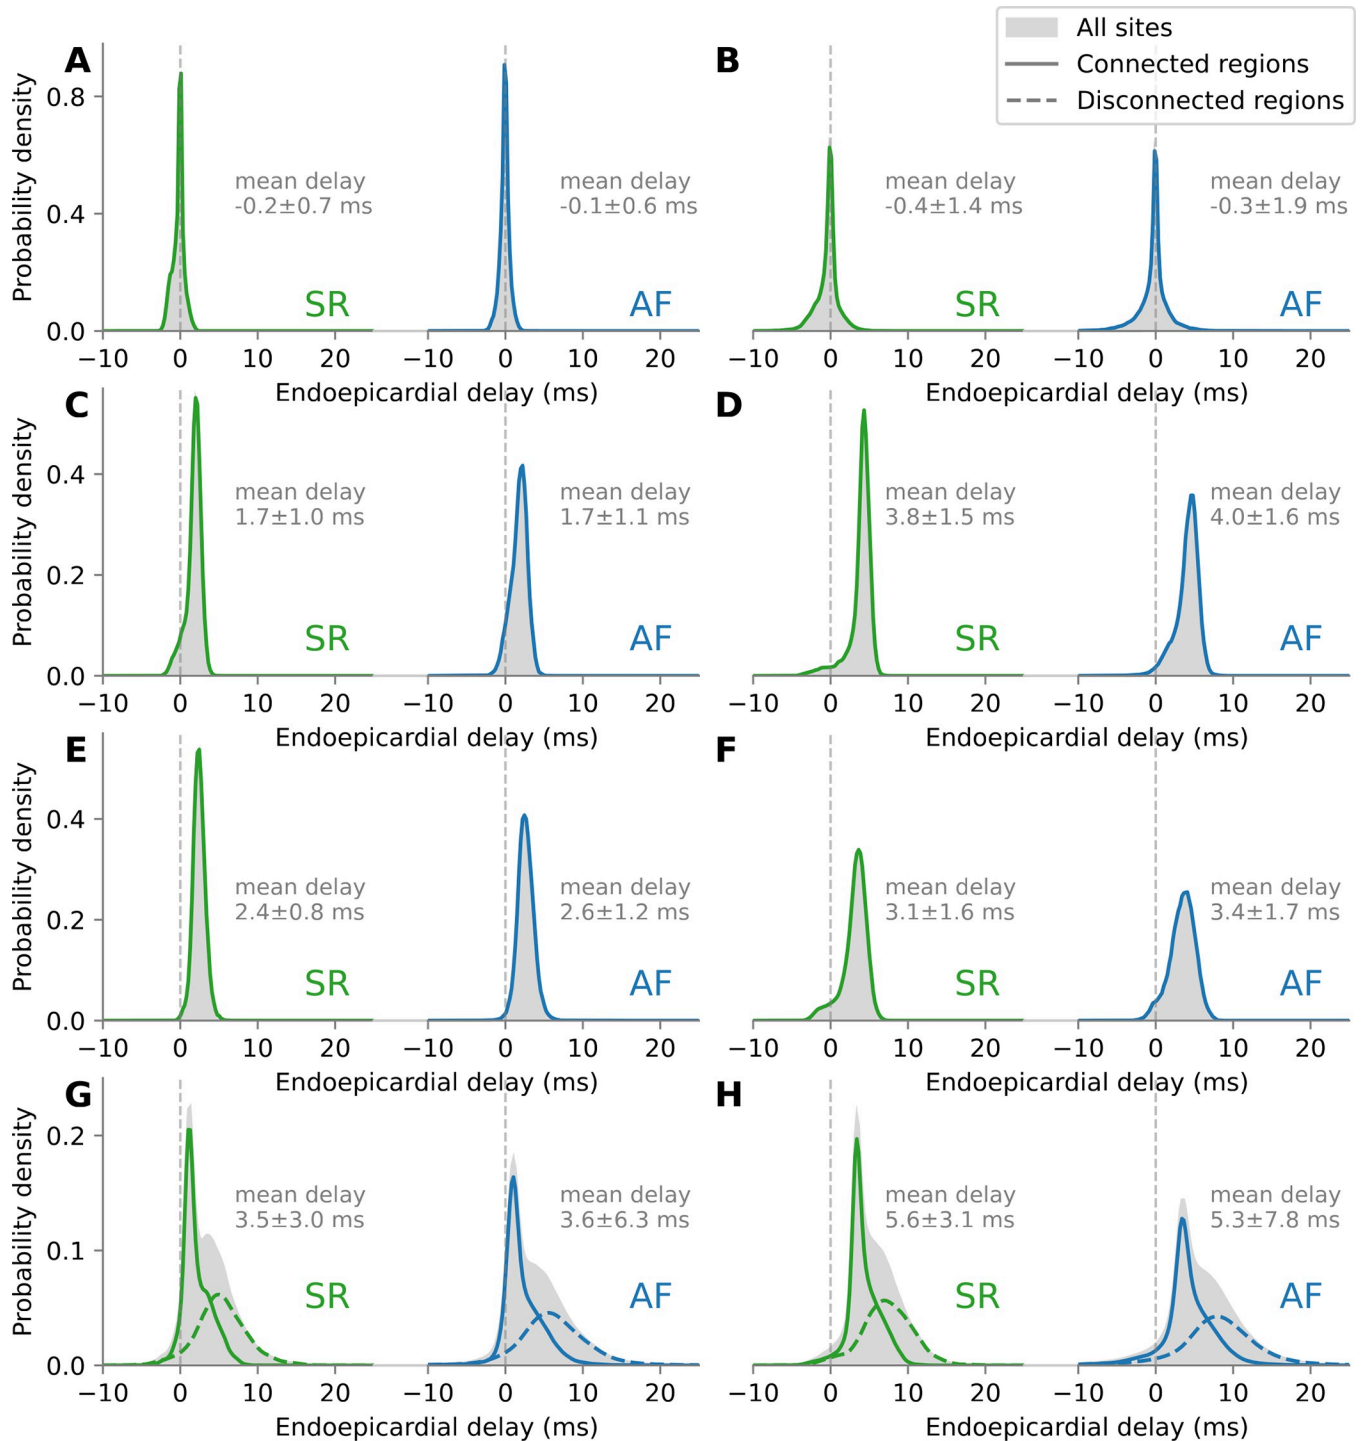 All sites
Connected regions
Disconnected regions
A
Probability density
0.8
0.4
0.0
mean delay
-0.2±0.7 ms
SR
mean delay
-0.1±0.6 ms
AF
−10 0 10 20 −10 0 10 20
Endoepicardial delay (ms)
B
mean delay
-0.4±1.4 ms
SR
mean delay
-0.3±1.9 ms
AF
−10 0 10 20 −10 0 10 20
Endoepicardial delay (ms)
C
Probability density
0.4
0.2
0.0
mean delay
1.7±1.0 ms
SR
mean delay
1.7±1.1 ms
AF
−10 0 10 20 −10 0 10 20
Endoepicardial delay (ms)
D
mean delay
3.8±1.5 ms
SR
mean delay
4.0±1.6 ms
AF
−10 0 10 20 −10 0 10 20
Endoepicardial delay (ms)
E
Probability density
0.4
0.2
0.0
mean delay
2.4±0.8 ms
SR
mean delay
2.6±1.2 ms
AF
−10 0 10 20 −10 0 10 20
Endoepicardial delay (ms)
F
mean delay
3.1±1.6 ms
SR
mean delay
3.4±1.7 ms
AF
−10 0 10 20 −10 0 10 20
Endoepicardial delay (ms)
G
Probability density
0.2
0.1
0.0
mean delay
3.5±3.0 ms
SR
mean delay
3.6±6.3 ms
AF
−10 0 10 20 −10 0 10 20
Endoepicardial delay (ms)
H
mean delay
5.6±3.1 ms
SR
mean delay
5.3±7.8 ms
AF
−10 0 10 20 −10 0 10 20
Endoepicardial delay (ms)